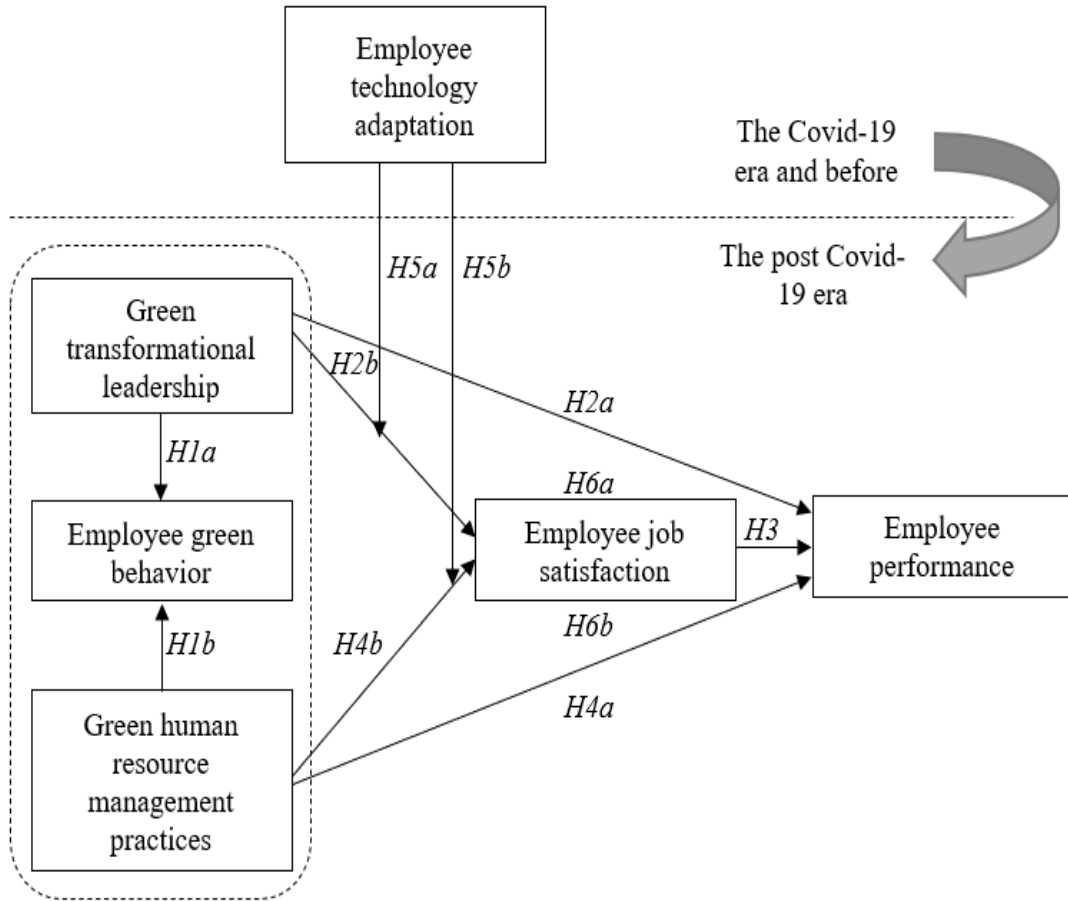 Employee
technology
adaptation
The Covid-19
era and before
The post Covid-
19 era
H5a
H5b
Green
transformational
leadership
H2b
H2a
H1a
Employee green
behavior
H6a
Employee job
satisfaction
H3
Employee
performance
H1b
H4b
H6b
H4a
Green human
resource
management
practices